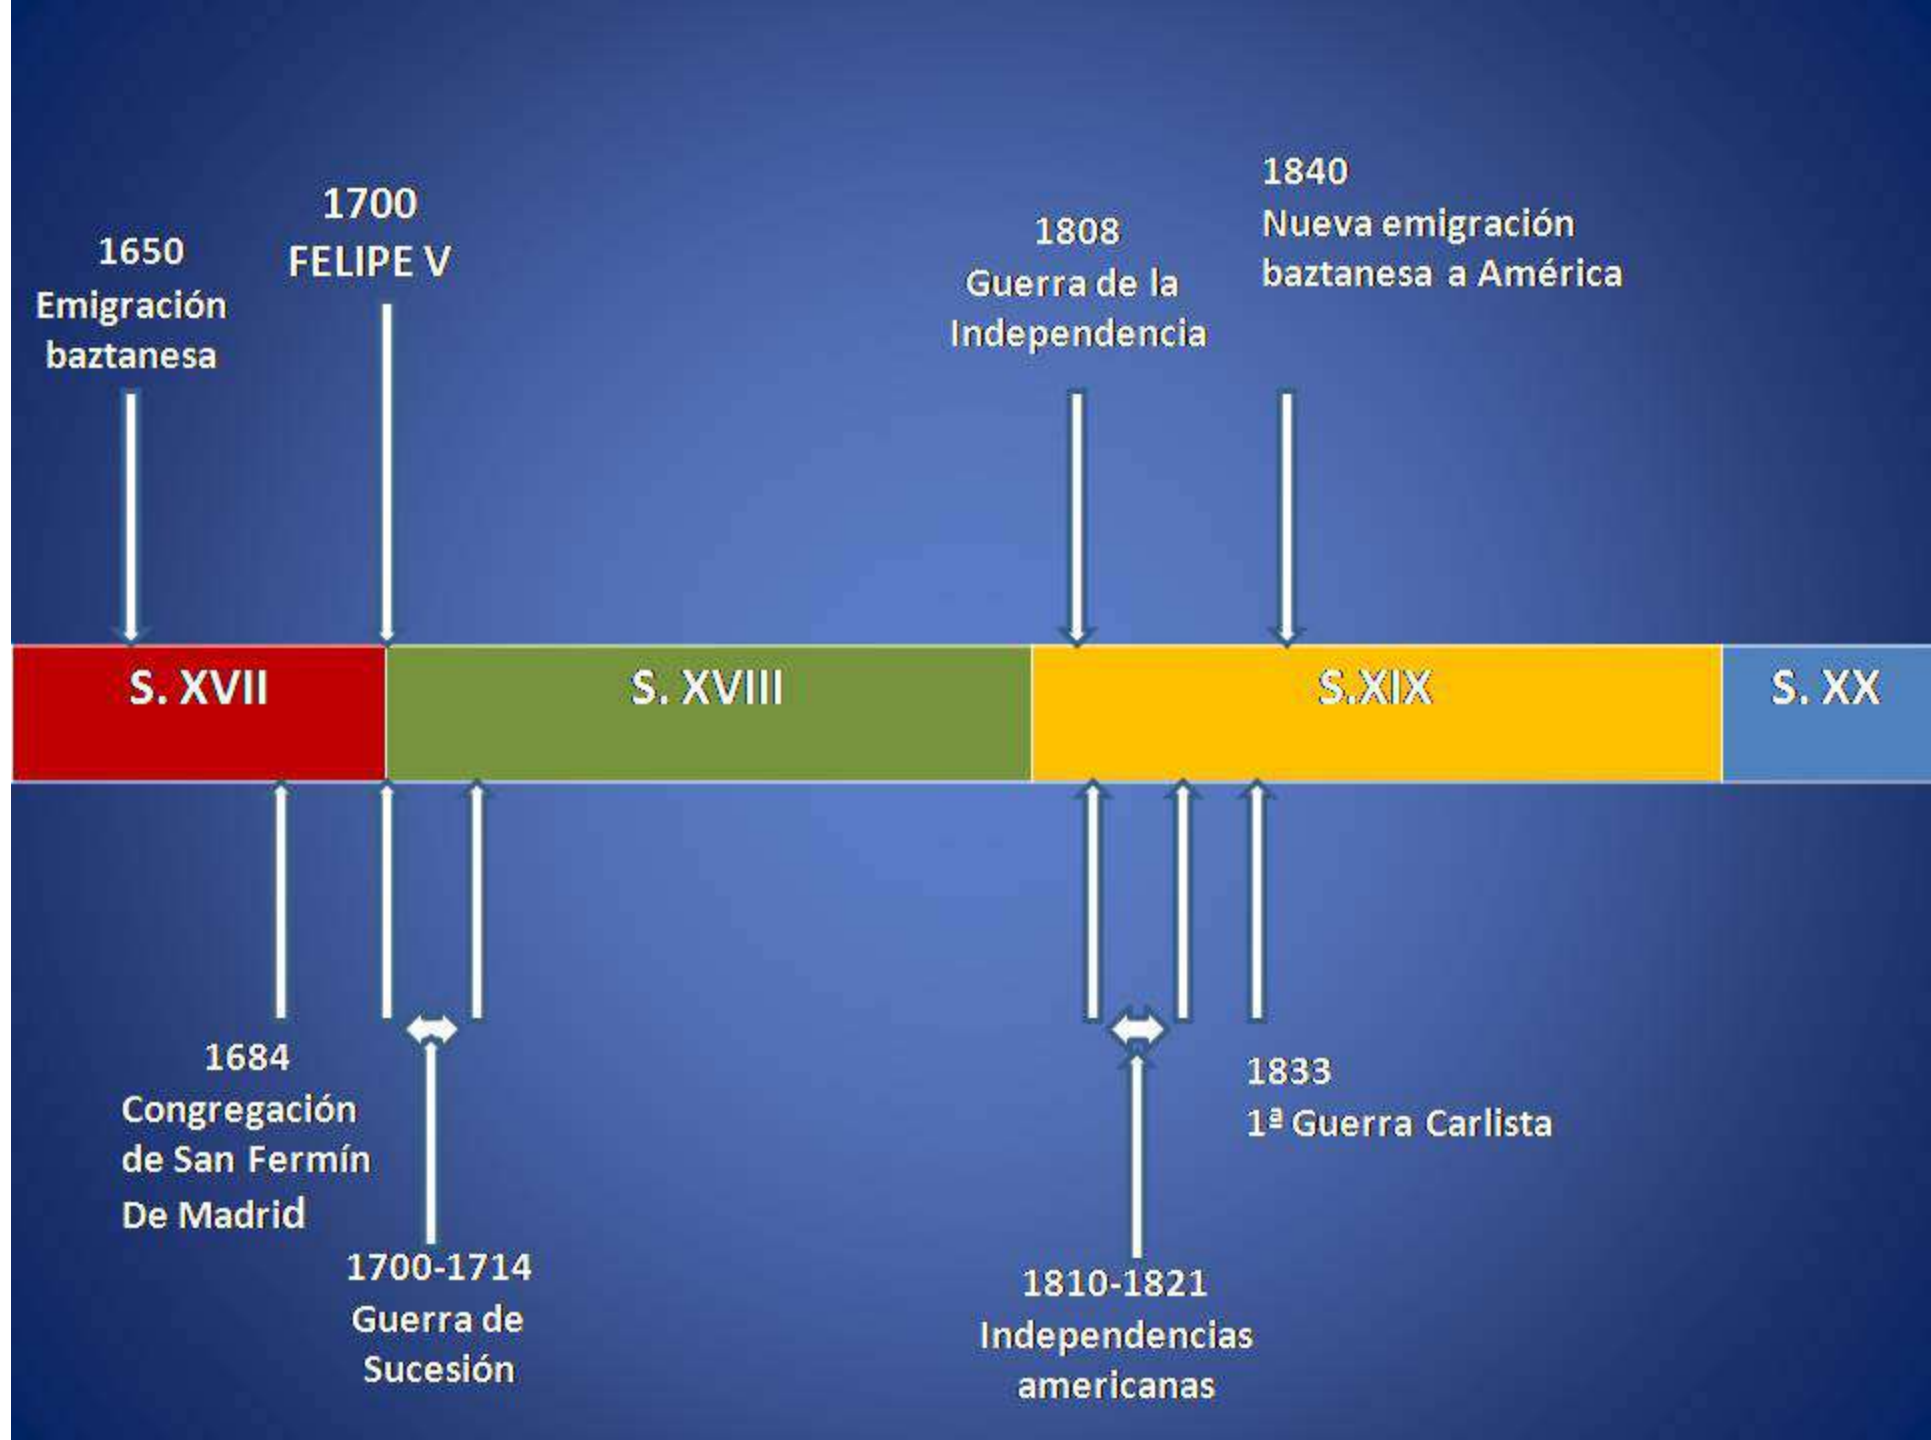 1650
Emigración
baztanesa
1700
FELIPE V
1808
Guerra de la
Independencia
1840
Nueva emigración
baztanesa a América
S. XVII
S. XVIII
S.XIX
S. XX
1684
Congregación
de San Fermín
De Madrid
1700-1714
Guerra de
Sucesión
1810-1821
Independencias
americanas
1833
1ª Guerra Carlista